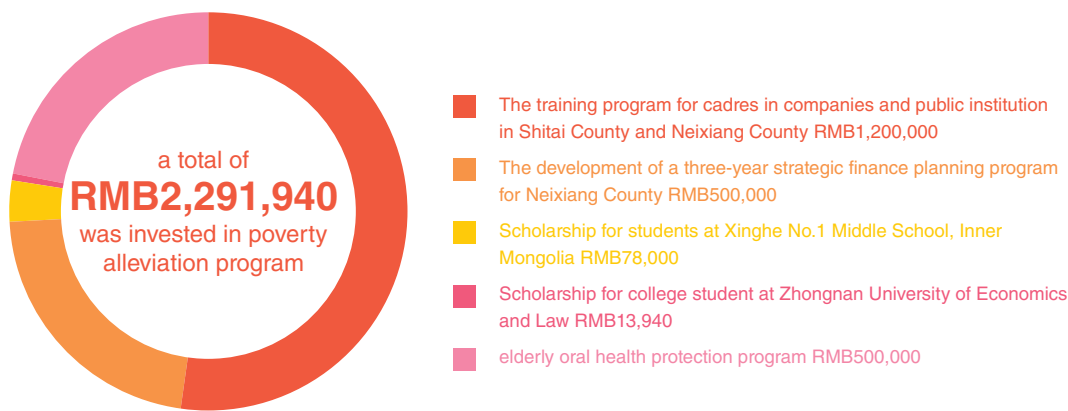 a total of
RMB2,291,940
was invested in poverty
alleviation program
The training program for cadres in companies and public institution
in Shitai County and Neixiang County RMB1,200,000
The development of a three-year strategic finance planning program
for Neixiang County RMB500,000
Scholarship for students at Xinghe No.1 Middle School, Inner
Mongolia RMB78,000
Scholarship for college student at Zhongnan University of Economics
and Law RMB13,940
elderly oral health protection program RMB500,000